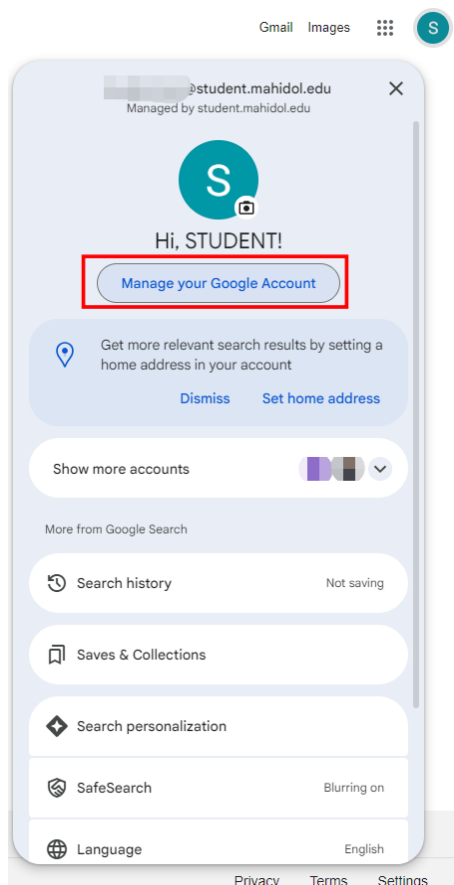 Gmail Images
S
@student.mahidol.edu
Managed by student.mahidol.edu
S
Hi, STUDENT!
Manage your Google Account
Get more relevant search results by setting a
home address in your account
Dismiss Set home address
Show more accounts
More from Google Search
Search history Not saving
Saves & Collections
Search personalization
SafeSearch Blurring on
Language English
Privacy Terms Settings